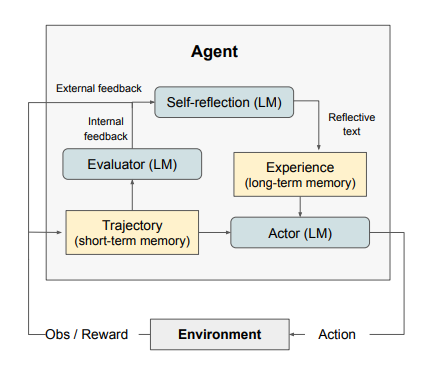 Agent
External feedback
Self-reflection (LM)
Internal
feedback
Reflective
text
Evaluator (LM)
Experience
(long-term memory)
Trajectory
(short-term memory)
Actor (LM)
Obs / Reward
Environment
Action